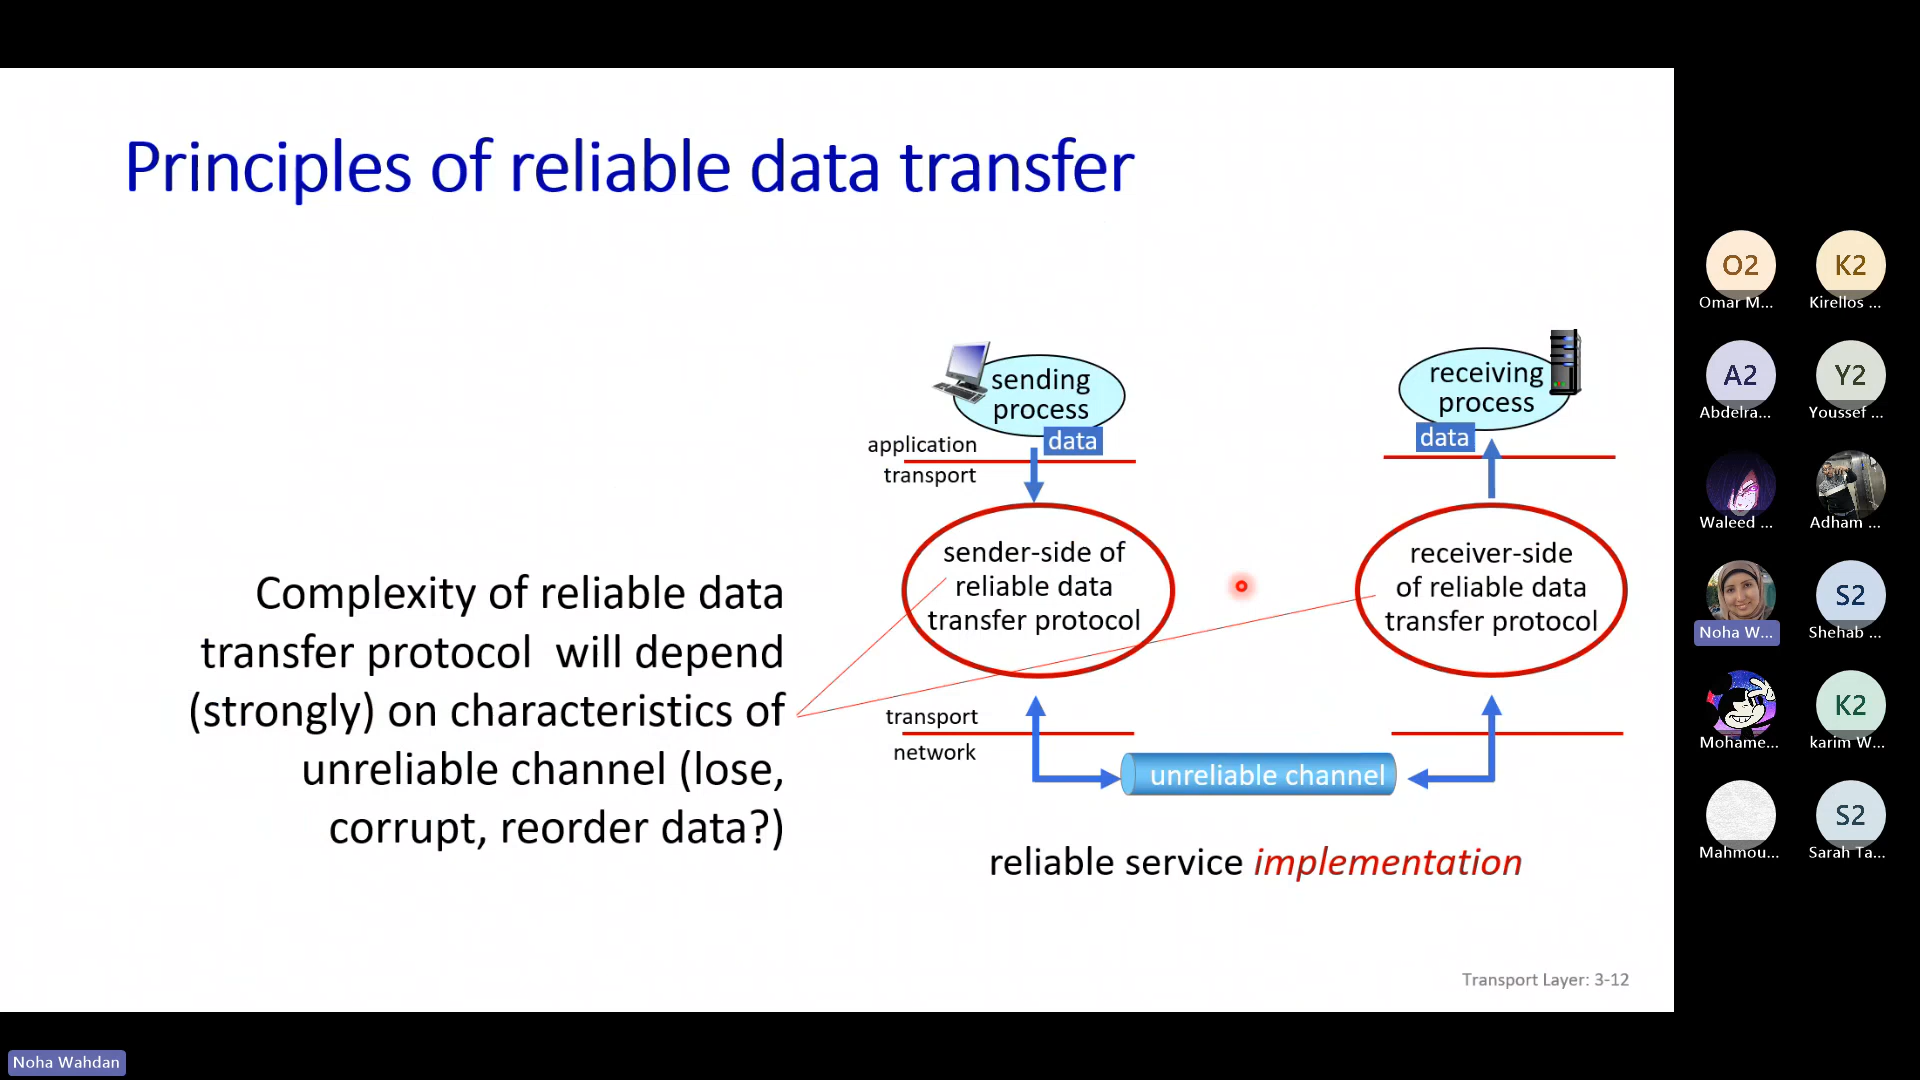 Principles of reliable data transfer
sending
process
data
application
transport
receiving
process
data
sender-side of
reliable data
transfer protocol
receiver-side
of reliable data
transfer protocol
Complexity of reliable data
transfer protocol will depend
(strongly) on characteristics of
unreliable channel (lose,
corrupt, reorder data?)
transport
network
unreliable channel
reliable service implementation
Transport Layer: 3-12
O2
Omar M...
K2
Kirellos ...
A2
Abdelra...
Y2
Youssef ...
Waleed ...
Adham ...
Noha W...
S2
Shehab ...
Mohame...
K2
karim W...
Mahmou...
S2
Sarah Ta...
Noha Wahdan